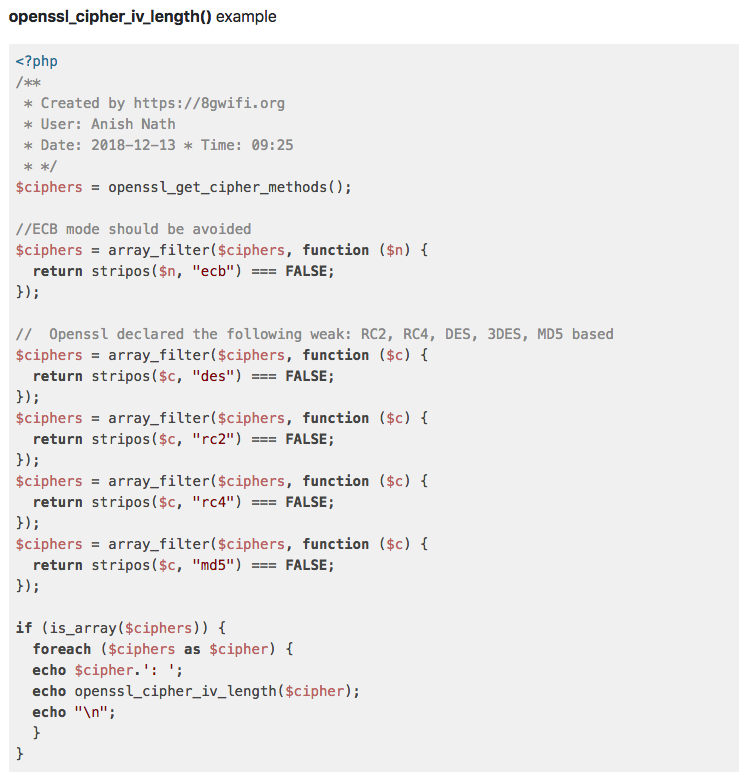 openssl_cipher_iv_length() example
<?php
/**
 * Created by https://8gwifi.org
 * User: Anish Nath
 * Date: 2018-12-13 * Time: 09:25
 * */
$ciphers = openssl_get_cipher_methods();

//ECB mode should be avoided
$ciphers = array_filter($ciphers, function ($n) {
  return stripos($n, "ecb") === FALSE;
});

//  Openssl declared the following weak: RC2, RC4, DES, 3DES, MD5 based
$ciphers = array_filter($ciphers, function ($c) {
  return stripos($c, "des") === FALSE;
});
$ciphers = array_filter($ciphers, function ($c) {
  return stripos($c, "rc2") === FALSE;
});
$ciphers = array_filter($ciphers, function ($c) {
  return stripos($c, "rc4") === FALSE;
});
$ciphers = array_filter($ciphers, function ($c) {
  return stripos($c, "md5") === FALSE;
});

if (is_array($ciphers)) {
  foreach ($ciphers as $cipher) {
  echo $cipher.': ';
  echo openssl_cipher_iv_length($cipher);
  echo "\n";
  }
}